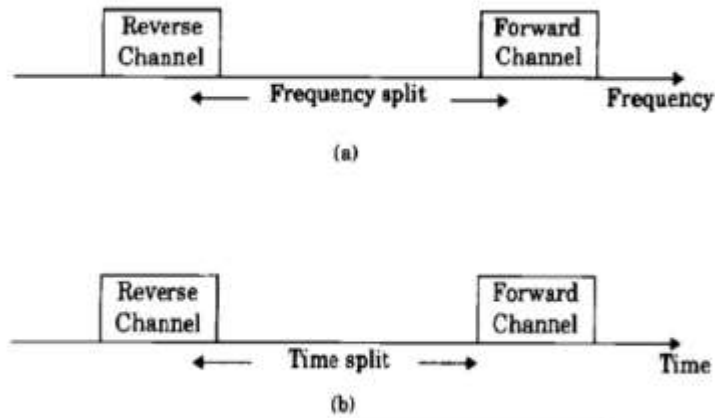 Reverse
Channel
Forward
Channel
Frequency split
Frequency
(a)
Reverse
Channel
Forward
Channel
Time split
Time
(b)